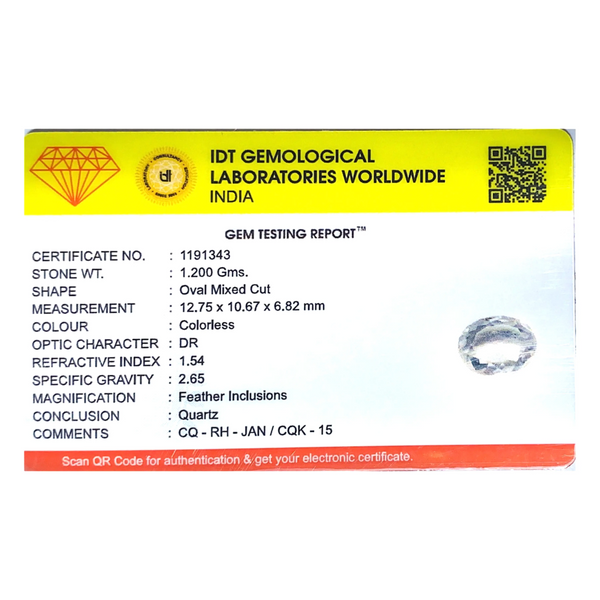 IDT GEMOLOGICAL
LABORATORIES WORLDWIDE
INDIA
GEM TESTING REPORT™
CERTIFICATE NO. : 1191343
STONE WT. : 1.200 Gms.
SHAPE : Oval Mixed Cut
MEASUREMENT : 12.75 x 10.67 x 6.82 mm
COLOUR : Colorless
OPTIC CHARACTER : DR
REFRACTIVE INDEX : 1.54
SPECIFIC GRAVITY : 2.65
MAGNIFICATION : Feather Inclusions
CONCLUSION : Quartz
COMMENTS : CQ - RH - JAN / CQK - 15
Scan QR Code for authentication & get your electronic certificate.